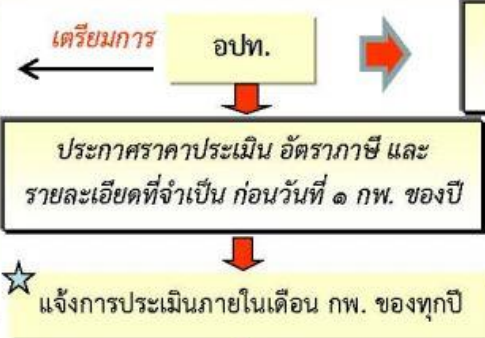 เตรียมการ
อปท.
ประกาศราคาประเมิน อัตราภาษี และ
รายละเอียดที่จำเป็น ก่อนวันที่ ๑ กพ. ของปี
แจ้งการประเมินภายในเดือน กพ. ของทุกปี